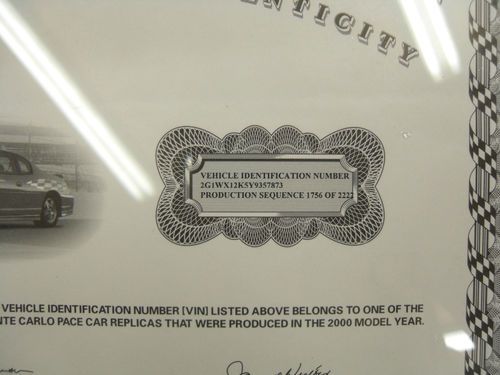 AUTHENTICITY
VEHICLE IDENTIFICATION NUMBER
2G1WX12K5Y9357873
PRODUCTION SEQUENCE 1756 OF 2222
VEHICLE IDENTIFICATION NUMBER [VIN] LISTED ABOVE BELONGS TO ONE OF THE
NTE CARLO PACE CAR REPLICAS THAT WERE PRODUCED IN THE 2000 MODEL YEAR.